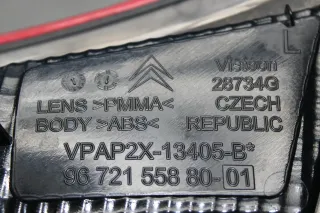 Visteon
L
28734G
LENS >PMMA< CZECH
BODY >ABS< REPUBLIC
VPAP2X-13405-B*
96 721 558 80-01